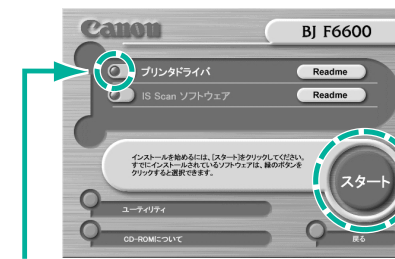 Canon
BJ F6600
プリンタドライバ
Readme
IS Scan ソフトウェア
Readme
インストールを始めるには、[スタート]をクリックしてください。
すでにインストールされているソフトウェアは、緑のボタンを
クリックすると選択できます。
スタート
ユーティリティ
CD-ROMについて
戻る